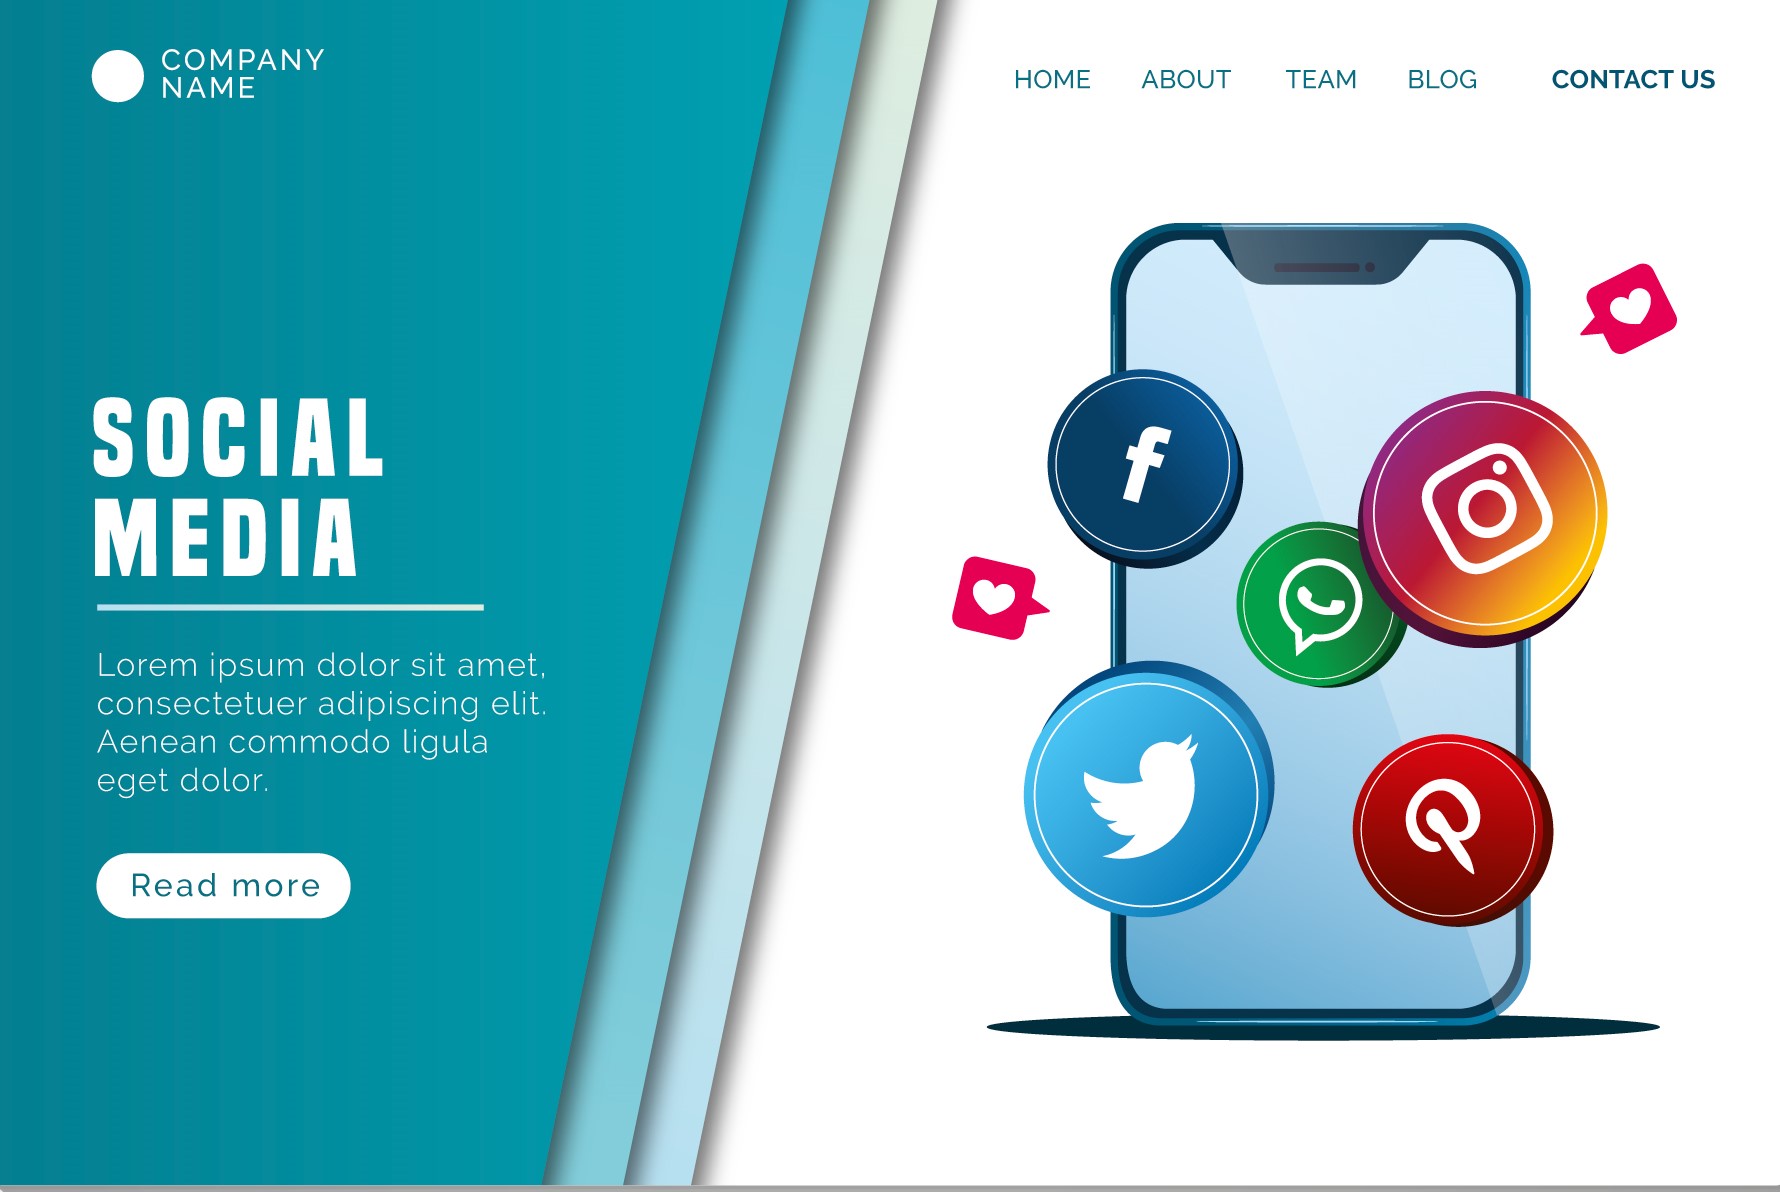 COMPANY
NAME
HOME ABOUT TEAM BLOG CONTACT US
SOCIAL
MEDIA
Lorem ipsum dolor sit amet,
consectetuer adipiscing elit.
Aenean commodo ligula
eget dolor.
Read more